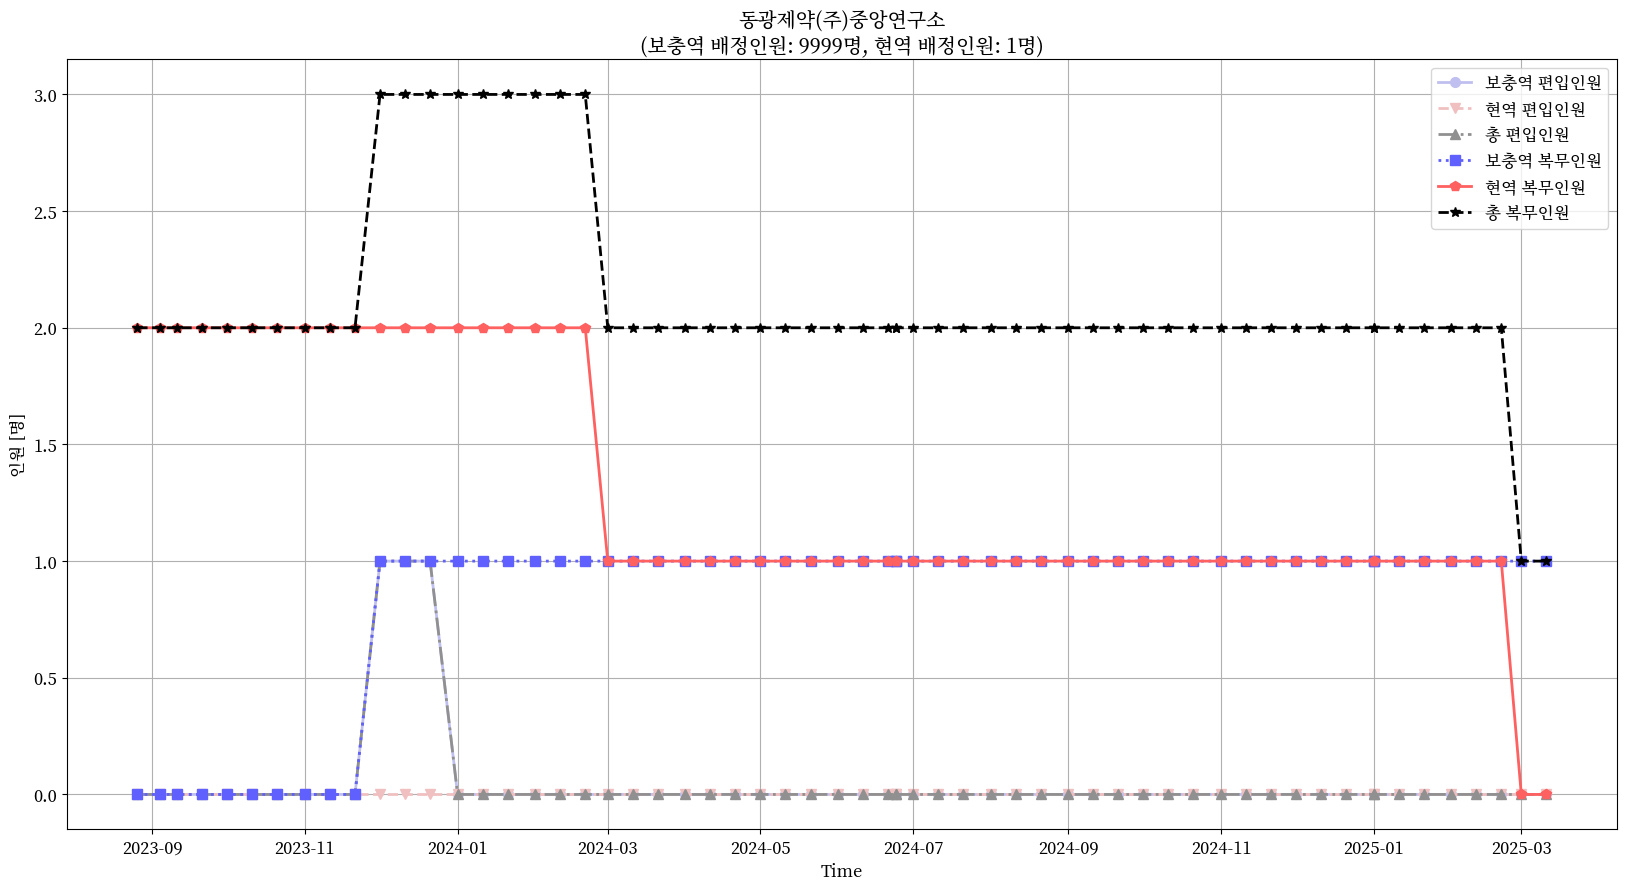 동광제약(주)중앙연구소
(보충역 배정인원: 9999명, 현역 배정인원: 1명)
보충역 편입인원
현역 편입인원
총 편입인원
보충역 복무인원
현역 복무인원
총 복무인원
인원 [명]
3.0
2.5
2.0
1.5
1.0
0.5
0.0
2023-09 2023-11 2024-01 2024-03 2024-05 2024-07 2024-09 2024-11 2025-01 2025-03
Time